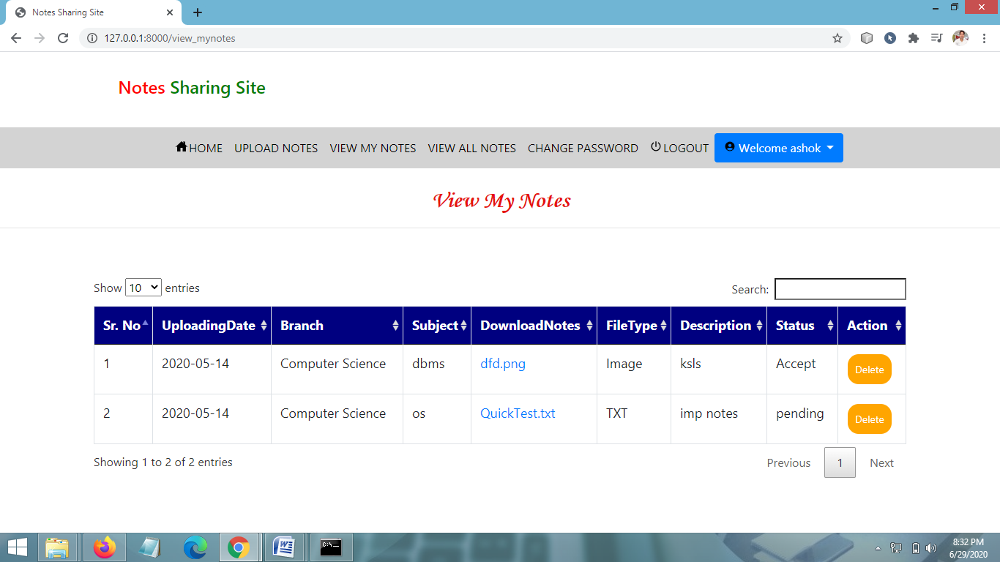 Notes Sharing Site
127.0.0.1:8000/view_mynotes
Notes Sharing Site
HOME UPLOAD NOTES VIEW MY NOTES VIEW ALL NOTES CHANGE PASSWORD LOGOUT Welcome ashok
View My Notes
Show 10 entries Search:
Sr. No UploadingDate Branch Subject DownloadNotes FileType Description Status Action
1 2020-05-14 Computer Science dbms dfd.png Image ksls Accept Delete
2 2020-05-14 Computer Science os QuickTest.txt TXT imp notes pending Delete
Showing 1 to 2 of 2 entries Previous 1 Next
C:\
8:32 PM
6/29/2020